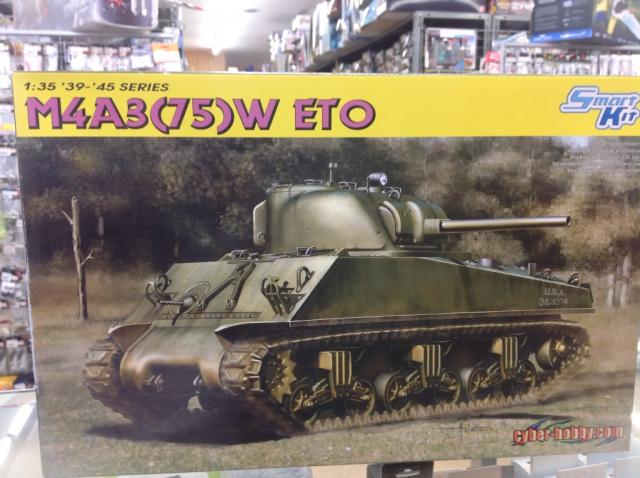 1:35 '39-'45 SERIES
M4A3(75)W ETO
Smart
Kit
U.S.A.
cyber-hobby.com